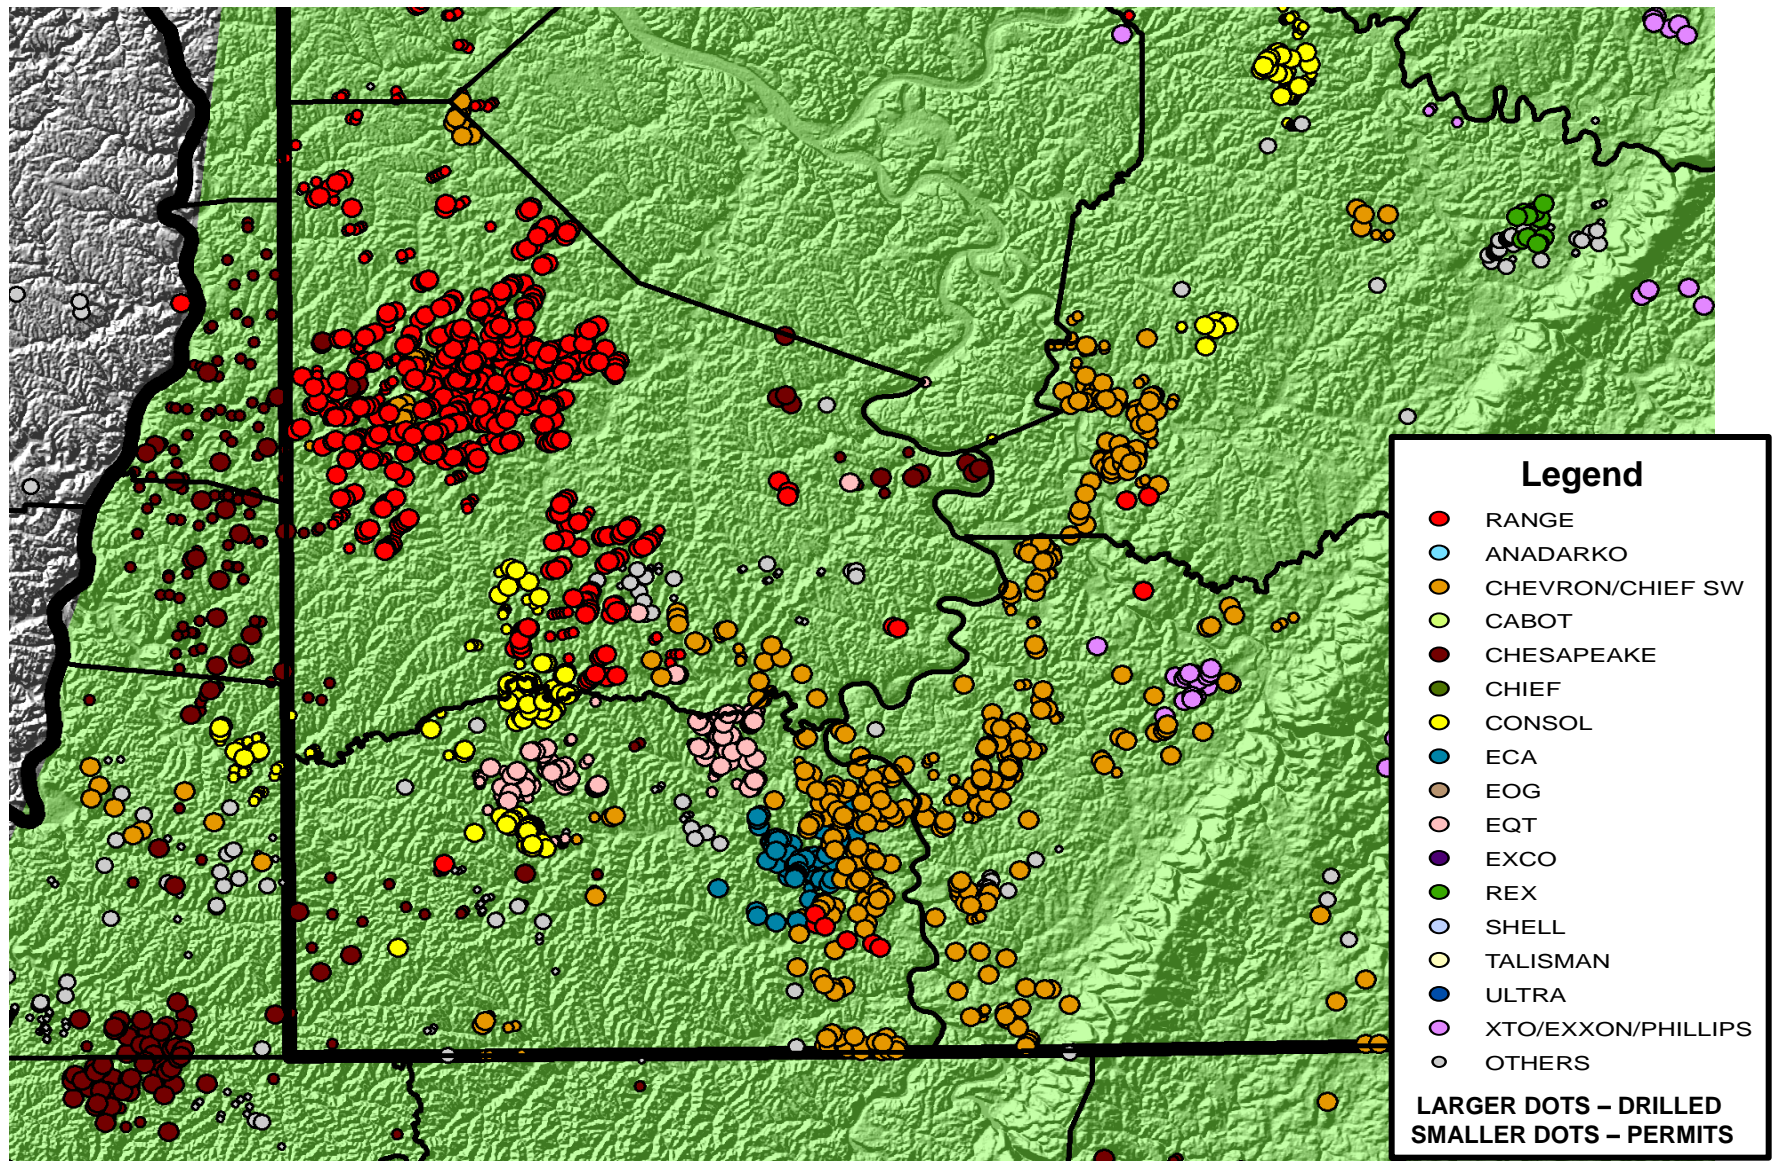 Legend
RANGE
ANADARKO
CHEVRON/CHIEF SW
CABOT
CHESAPEAKE
CHIEF
CONSOL
ECA
EOG
EQT
EXCO
REX
SHELL
TALISMAN
ULTRA
XTO/EXXON/PHILLIPS
OTHERS
LARGER DOTS – DRILLED
SMALLER DOTS – PERMITS